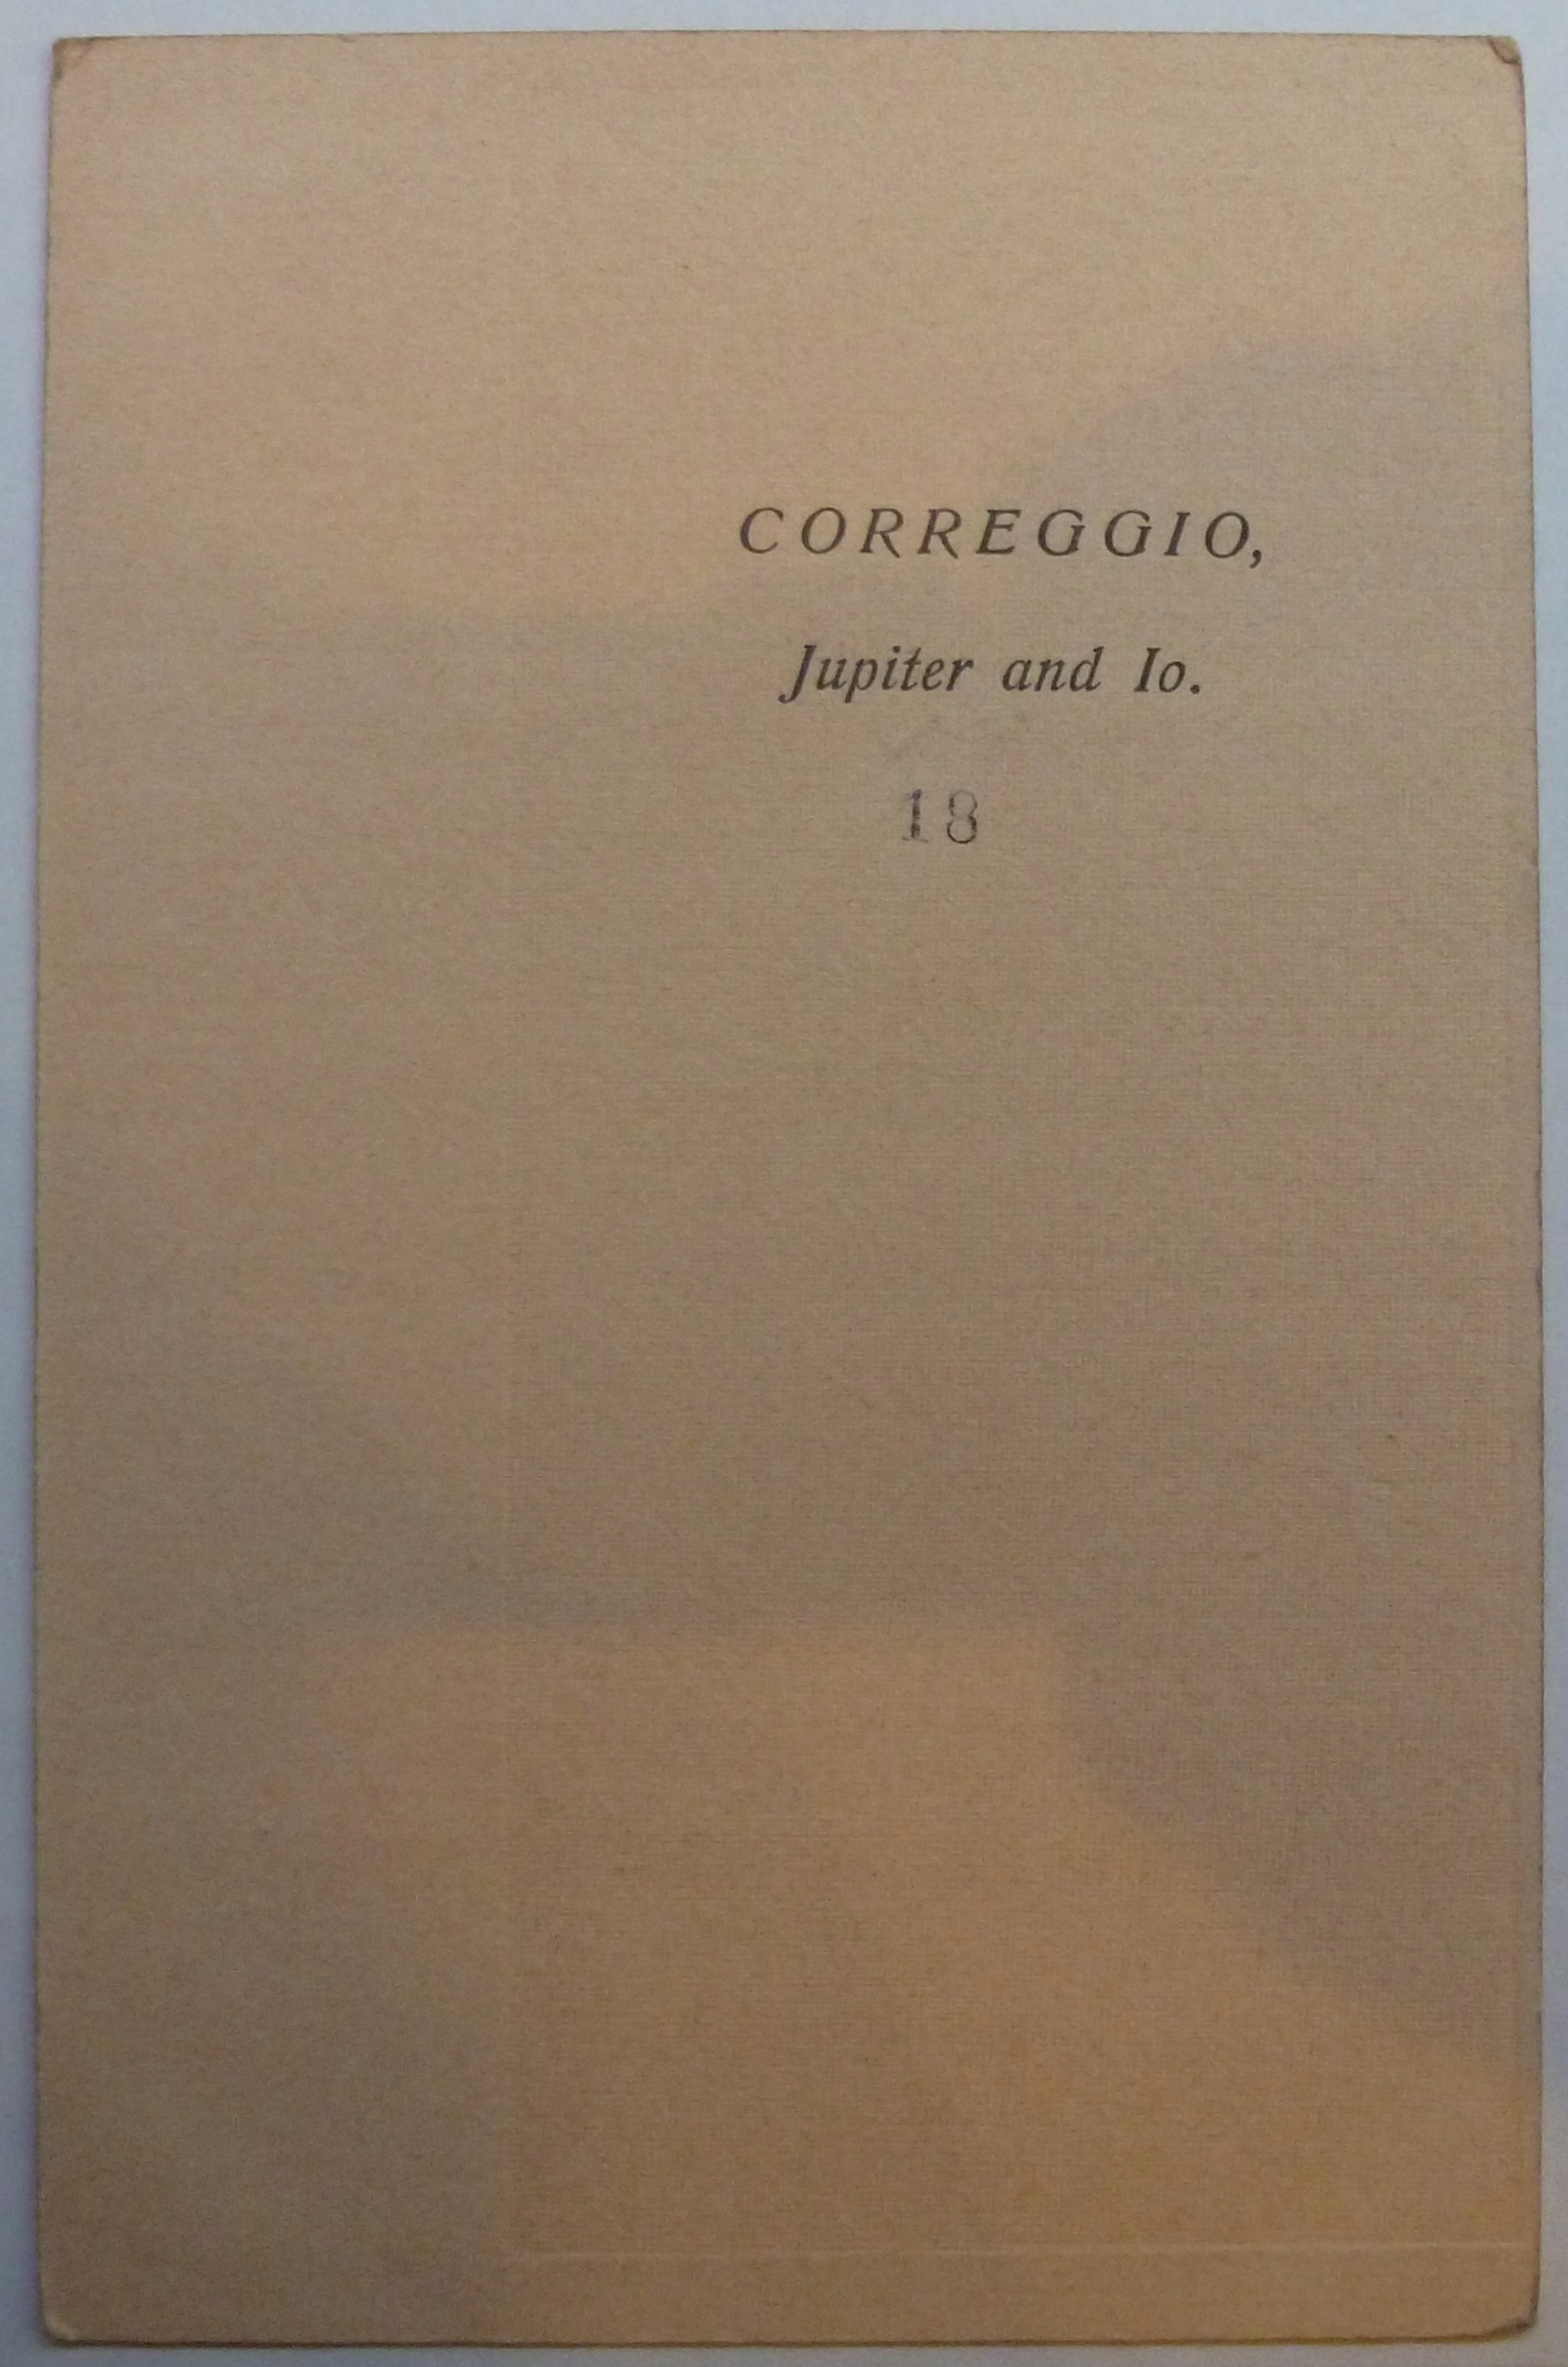 CORREGGIO,
Jupiter and Io.
18